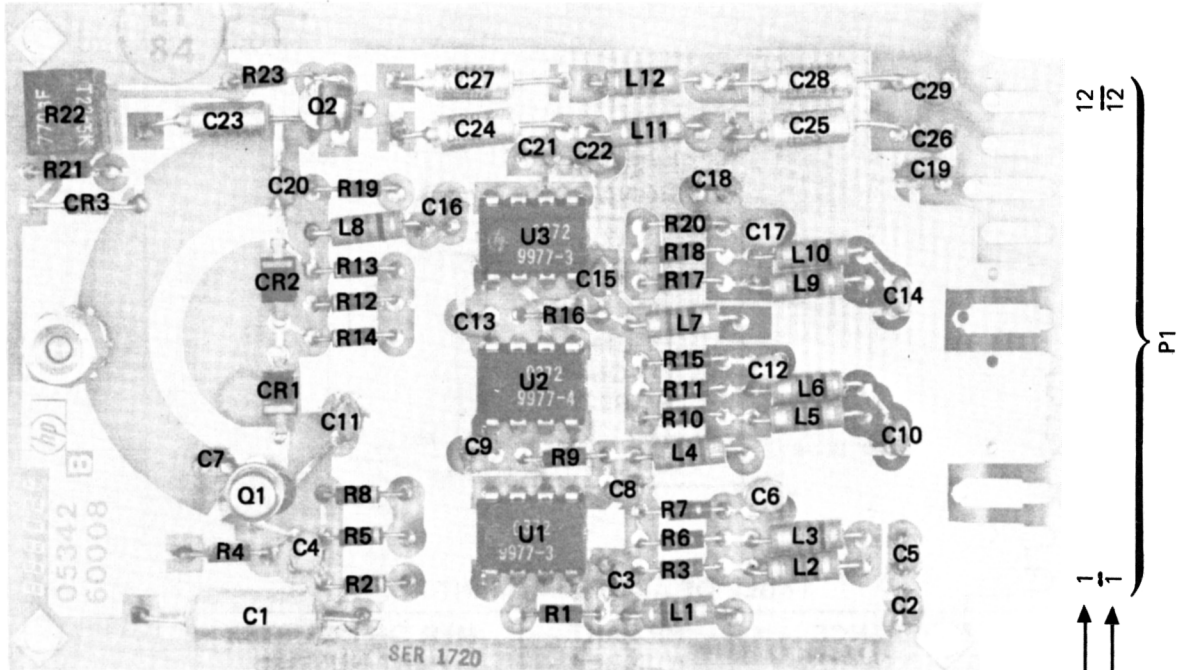 84
R23
C27
L12
C28
C29
12
12
R22
Q2
C23
C24
L11
C25
C26
C21
C22
R21
C19
CR3
C20
R19
C18
C16
L8
U3
R20
C17
9977-3
R18
L10
R13
CR2
C15
R17
L9
R12
C14
C13
R16
L7
R14
P1
R15
C12
U2
CR1
9977-4
R11
L6
C11
R10
L5
C10
hp
C7
C9
R9
L4
B
Q1
R8
C8
C6
R7
U1
R5
R6
L3
R4
C4
9977-3
C5
C3
R3
L2
R2
1
1
05342
60008
C1
R1
L1
C2
SER 1720